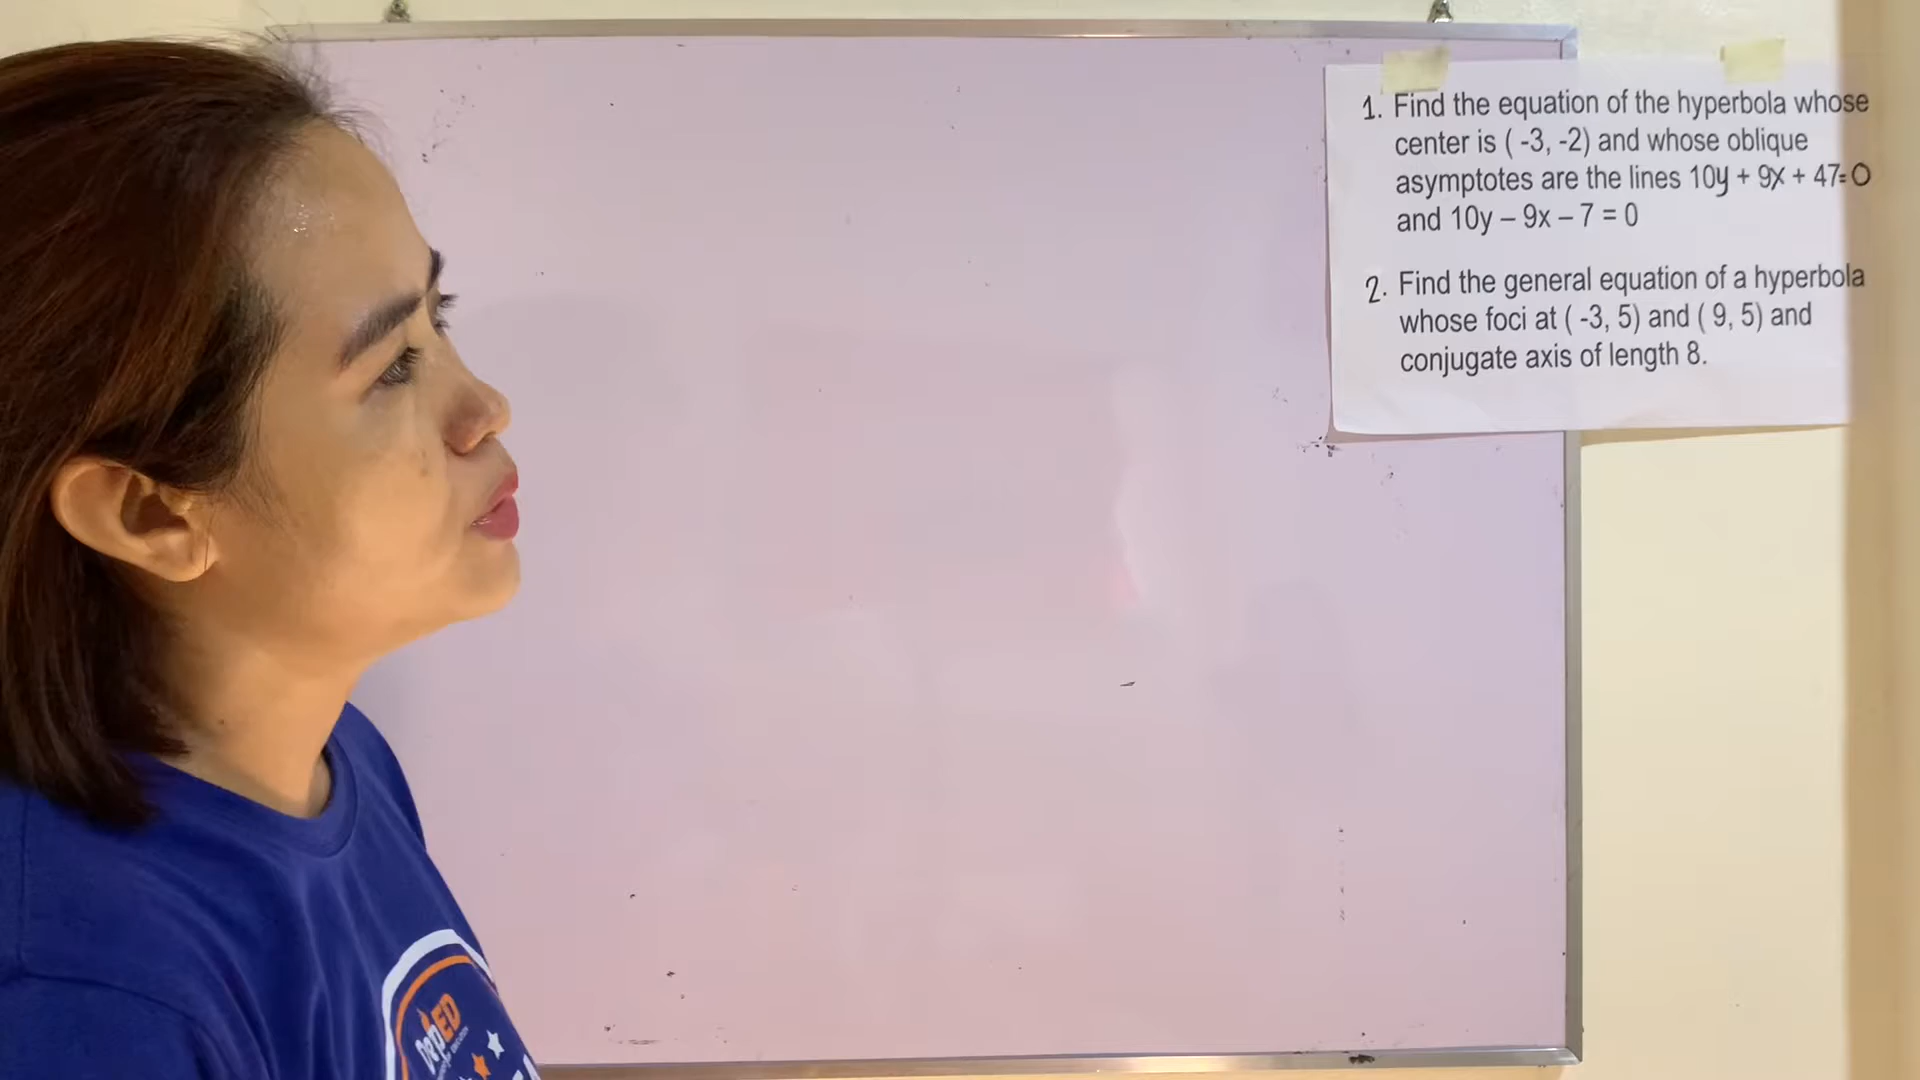 1. Find the equation of the hyperbola whose
center is ( -3, -2) and whose oblique
asymptotes are the lines 10y + 9x + 47=0
and 10y – 9x – 7 = 0
2. Find the general equation of a hyperbola
whose foci at ( -3, 5) and ( 9, 5) and
conjugate axis of length 8.
DepED